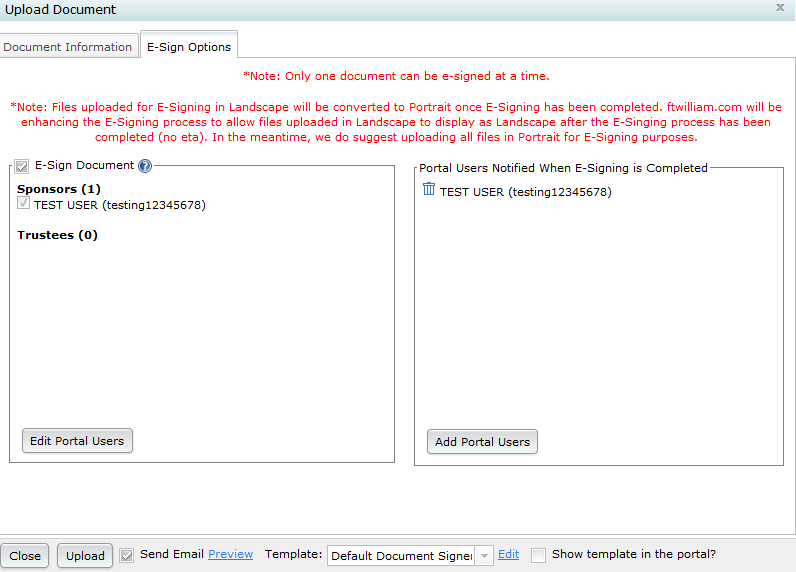 Upload Document x
Document Information E-Sign Options
*Note: Only one document can be e-signed at a time.
*Note: Files uploaded for E-Signing in Landscape will be converted to Portrait once E-Signing has been completed. ftwilliam.com will be
enhancing the E-Signing process to allow files uploaded in Landscape to display as Landscape after the E-Singing process has been
completed (no eta). In the meantime, we do suggest uploading all files in Portrait for E-Signing purposes.
E-Sign Document ?
Sponsors (1)
TEST USER (testing12345678)
Trustees (0)
Edit Portal Users
Portal Users Notified When E-Signing is Completed
TEST USER (testing12345678)
Add Portal Users
Close Upload Send Email Preview Template: Default Document Signer Edit Show template in the portal?